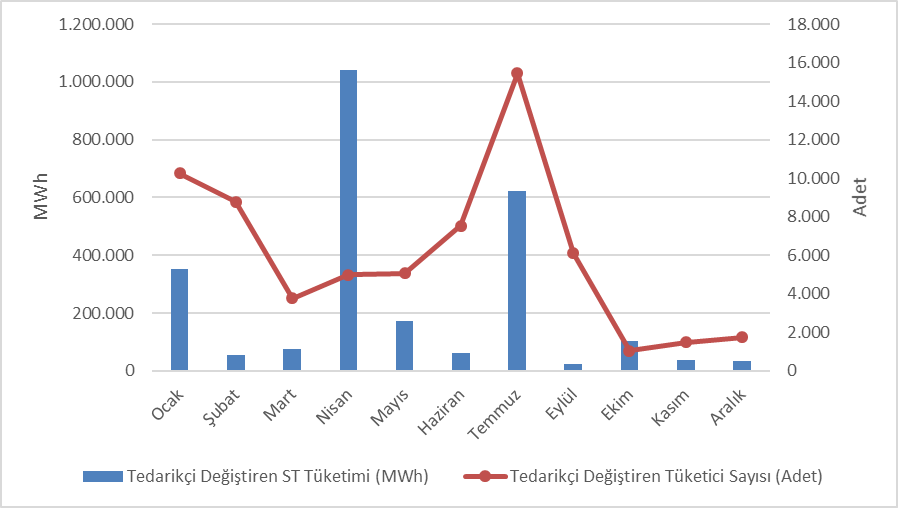 1.200.000
1.000.000
800.000
600.000
400.000
200.000
0
MWh
18.000
16.000
14.000
12.000
10.000
8.000
6.000
4.000
2.000
0
Adet
Ocak
Şubat
Mart
Nisan
Mayıs
Haziran
Temmuz
Eylül
Ekim
Kasım
Aralık
Tedarikçi Değiştiren ST Tüketimi (MWh)
Tedarikçi Değiştiren Tüketici Sayısı (Adet)